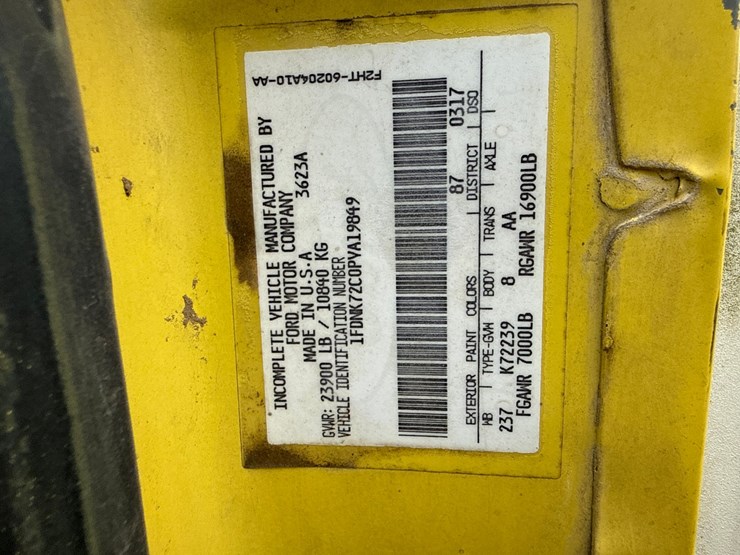 INCOMPLETE VEHICLE MANUFACTURED BY
FORD MOTOR COMPANY
MADE IN U.S.A 3623A
GVWR: 23900 LB / 10840 KG
VEHICLE IDENTIFICATION NUMBER
1FDNK72C0PVA19849
EXTERIOR PAINT COLORS 87 DISTRICT 0317 DSO
WB TYPE-GVW BODY TRANS AXLE
237 K72239 8 AA
FGAWR 7000LB RGAWR 16900LB
F2HT-60204A10-AA